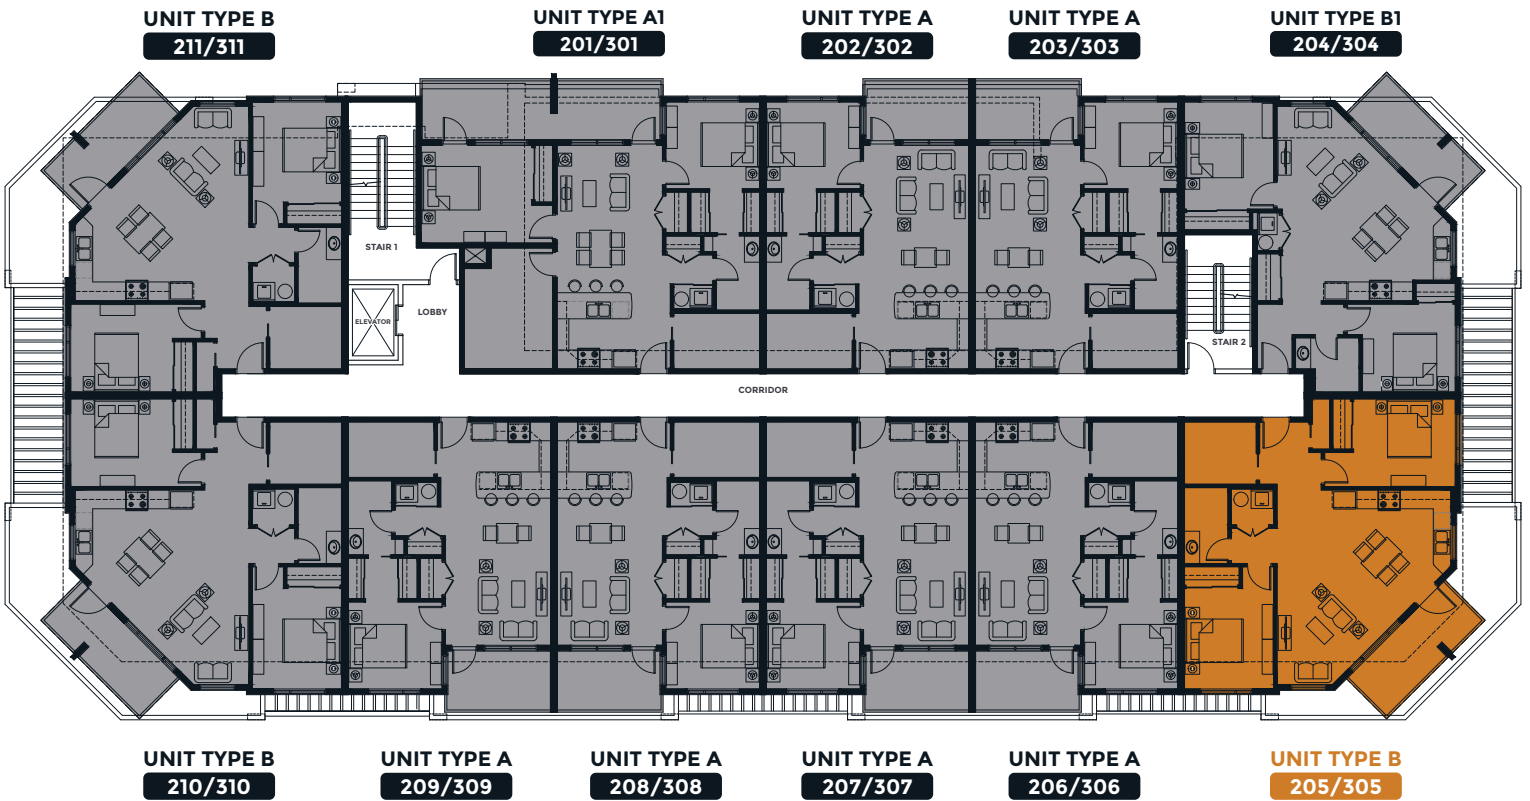 UNIT TYPE B
211/311
UNIT TYPE A1
201/301
UNIT TYPE A
202/302
UNIT TYPE A
203/303
UNIT TYPE B1
204/304
STAIR 1
LOBBY
ELEVATOR
STAIR 2
CORRIDOR
UNIT TYPE B
210/310
UNIT TYPE A
209/309
UNIT TYPE A
208/308
UNIT TYPE A
207/307
UNIT TYPE A
206/306
UNIT TYPE B
205/305